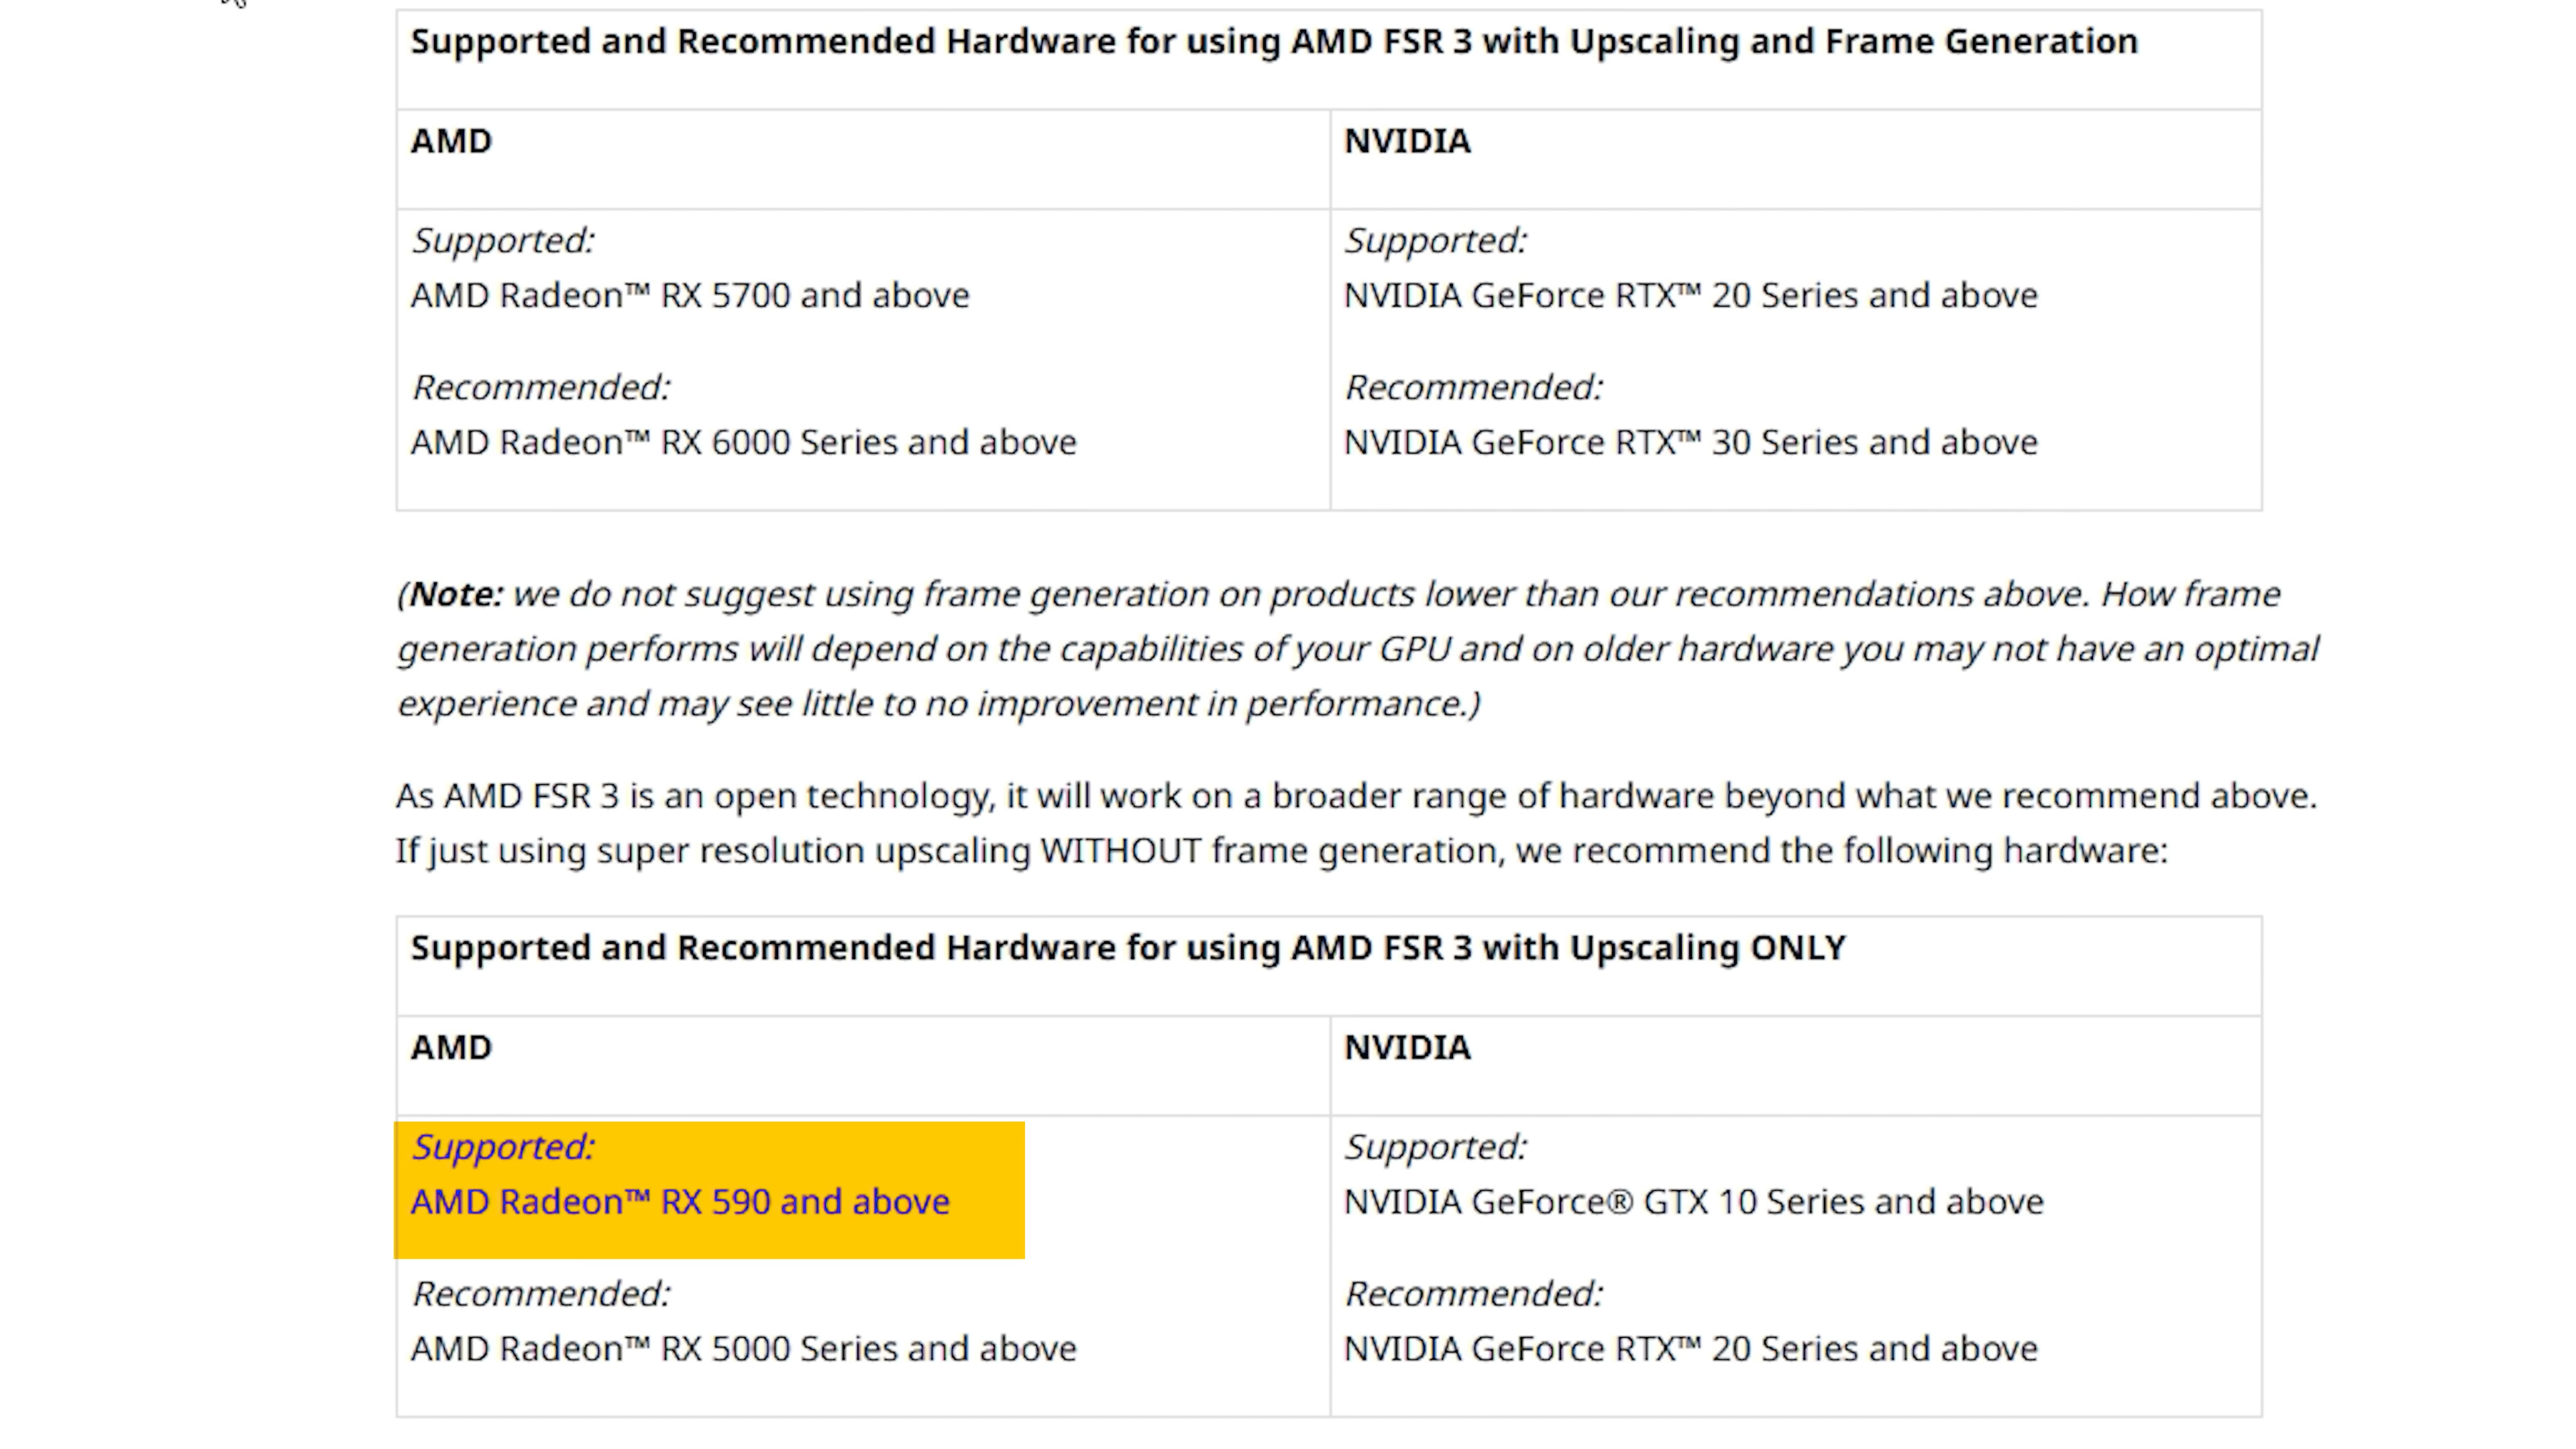 Supported and Recommended Hardware for using AMD FSR 3 with Upscaling and Frame Generation
AMD
NVIDIA
Supported:
AMD Radeon™ RX 5700 and above
Recommended:
AMD Radeon™ RX 6000 Series and above
Supported:
NVIDIA GeForce RTX™ 20 Series and above
Recommended:
NVIDIA GeForce RTX™ 30 Series and above
(Note: we do not suggest using frame generation on products lower than our recommendations above. How frame
generation performs will depend on the capabilities of your GPU and on older hardware you may not have an optimal
experience and may see little to no improvement in performance.)
As AMD FSR 3 is an open technology, it will work on a broader range of hardware beyond what we recommend above.
If just using super resolution upscaling WITHOUT frame generation, we recommend the following hardware:
Supported and Recommended Hardware for using AMD FSR 3 with Upscaling ONLY
AMD
NVIDIA
Supported:
AMD Radeon™ RX 590 and above
Recommended:
AMD Radeon™ RX 5000 Series and above
Supported:
NVIDIA GeForce® GTX 10 Series and above
Recommended:
NVIDIA GeForce RTX™ 20 Series and above